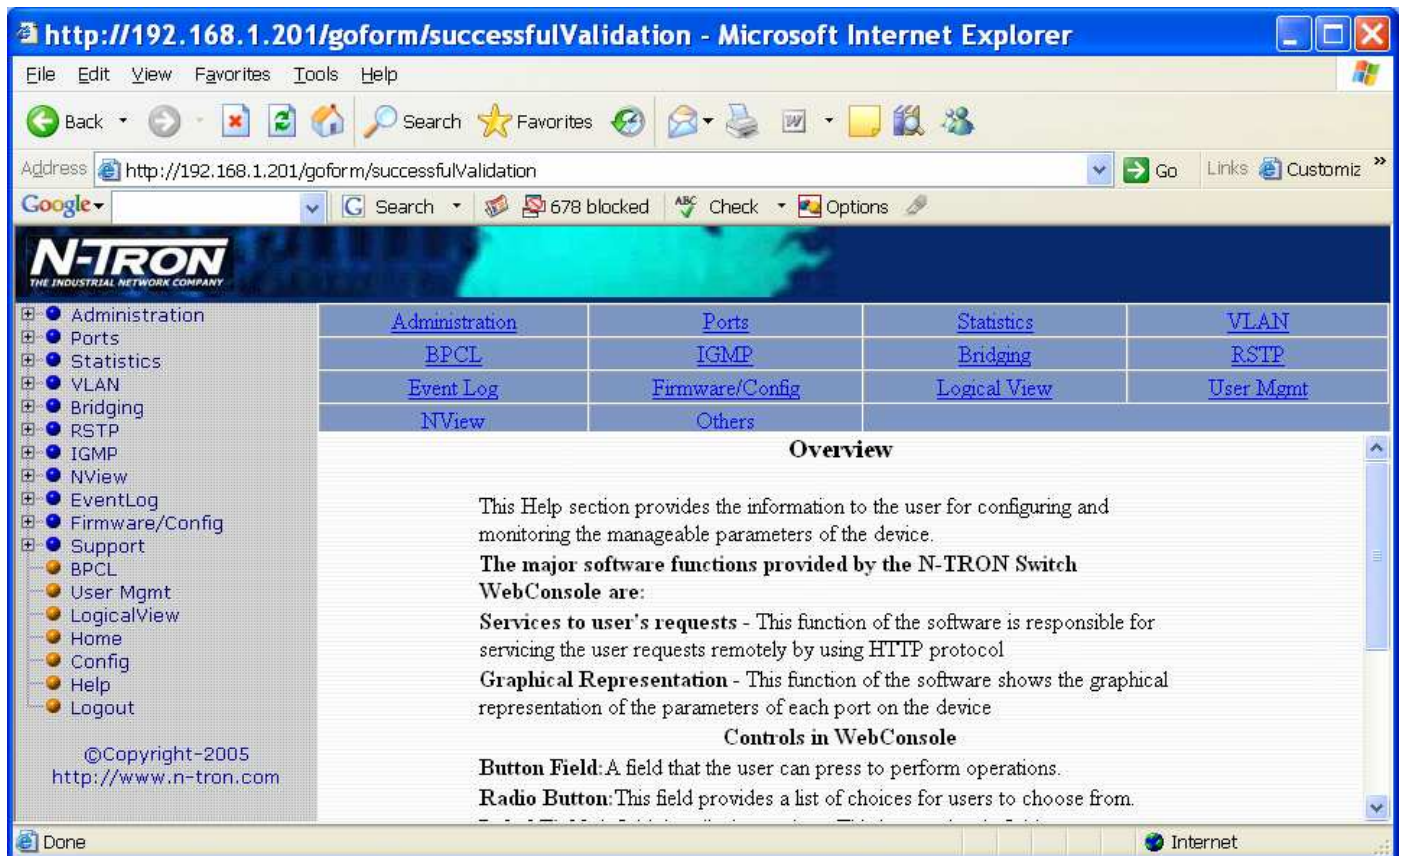 http://192.168.1.201/goform/successfulValidation - Microsoft Internet Explorer
File Edit View Favorites Tools Help
Back Search Favorites
Address http://192.168.1.201/goform/successfulValidation Go Links Customiz »
Google Search 678 blocked ABC Check Options
N-TRON
THE INDUSTRIAL NETWORK COMPANY
Administration
Ports
Statistics
VLAN
Bridging
RSTP
IGMP
NView
EventLog
Firmware/Config
Support
BPCL
User Mgmt
LogicalView
Home
Config
Help
Logout
©Copyright-2005
http://www.n-tron.com
Administration Ports Statistics VLAN
BPCL IGMP Bridging RSTP
Event Log Firmware/Config Logical View User Mgmt
NView Others
Overview
This Help section provides the information to the user for configuring and
monitoring the manageable parameters of the device.
The major software functions provided by the N-TRON Switch
WebConsole are:
Services to user's requests - This function of the software is responsible for
servicing the user requests remotely by using HTTP protocol
Graphical Representation - This function of the software shows the graphical
representation of the parameters of each port on the device
Controls in WebConsole
Button Field:A field that the user can press to perform operations.
Radio Button:This field provides a list of choices for users to choose from.
Done Internet